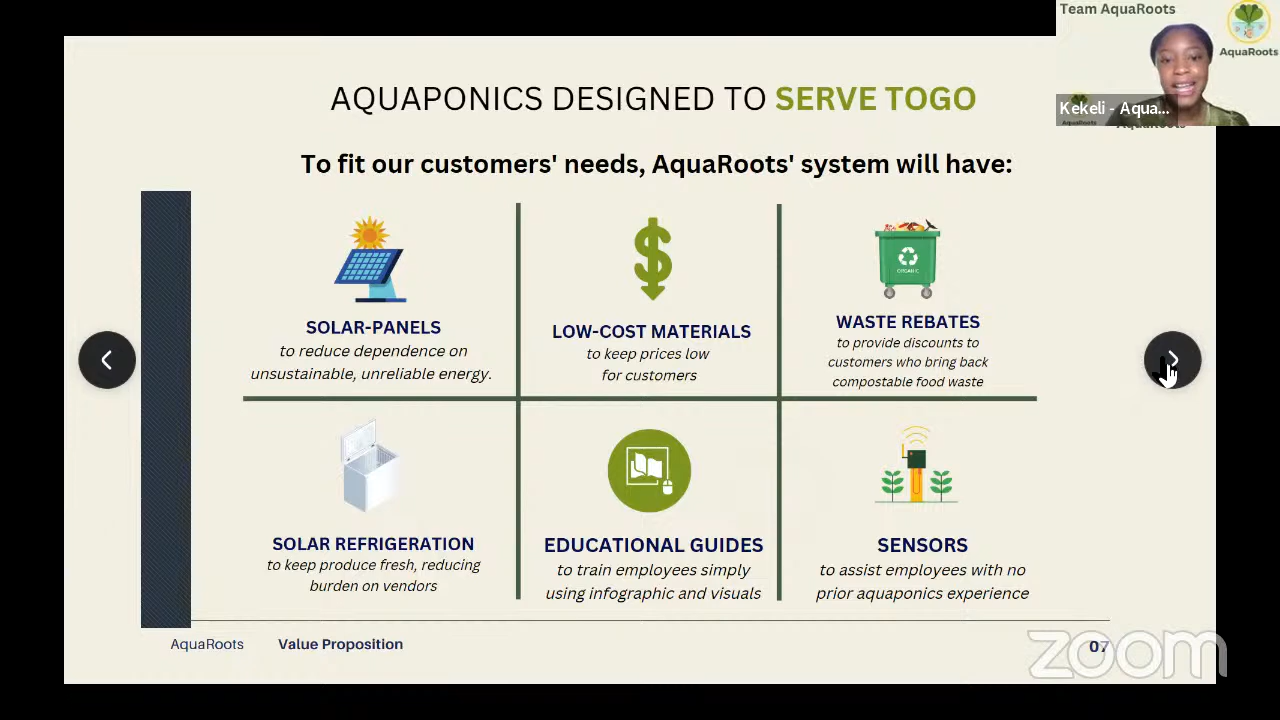 Team AquaRoots
AquaRoots
Kekeli - Aqua...
AquaRoots
AquaRoots
AQUAPONICS DESIGNED TO SERVE TOGO
To fit our customers' needs, AquaRoots' system will have:
SOLAR-PANELS
to reduce dependence on
unsustainable, unreliable energy.
LOW-COST MATERIALS
to keep prices low
for customers
ORGANIC
WASTE REBATES
to provide discounts to
customers who bring back
compostable food waste
SOLAR REFRIGERATION
to keep produce fresh, reducing
burden on vendors
EDUCATIONAL GUIDES
to train employees simply
using infographic and visuals
SENSORS
to assist employees with no
prior aquaponics experience
AquaRoots Value Proposition 07
zoom